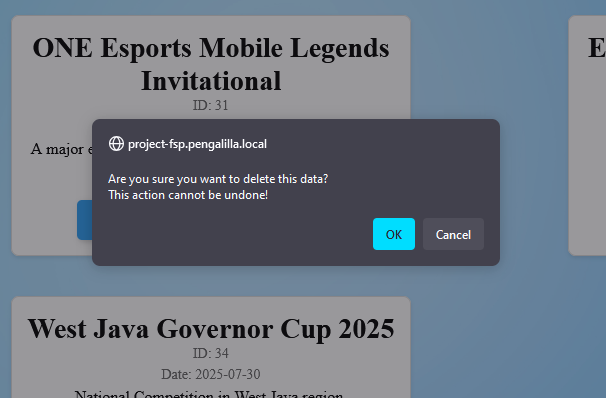 ONE Esports Mobile Legends
Invitational
E
ID: 31
project-fsp.pengalilla.local
A major e
Are you sure you want to delete this data?
This action cannot be undone!
OK
Cancel
West Java Governor Cup 2025
ID: 34
Date: 2025-07-30
National Competition in West Java region